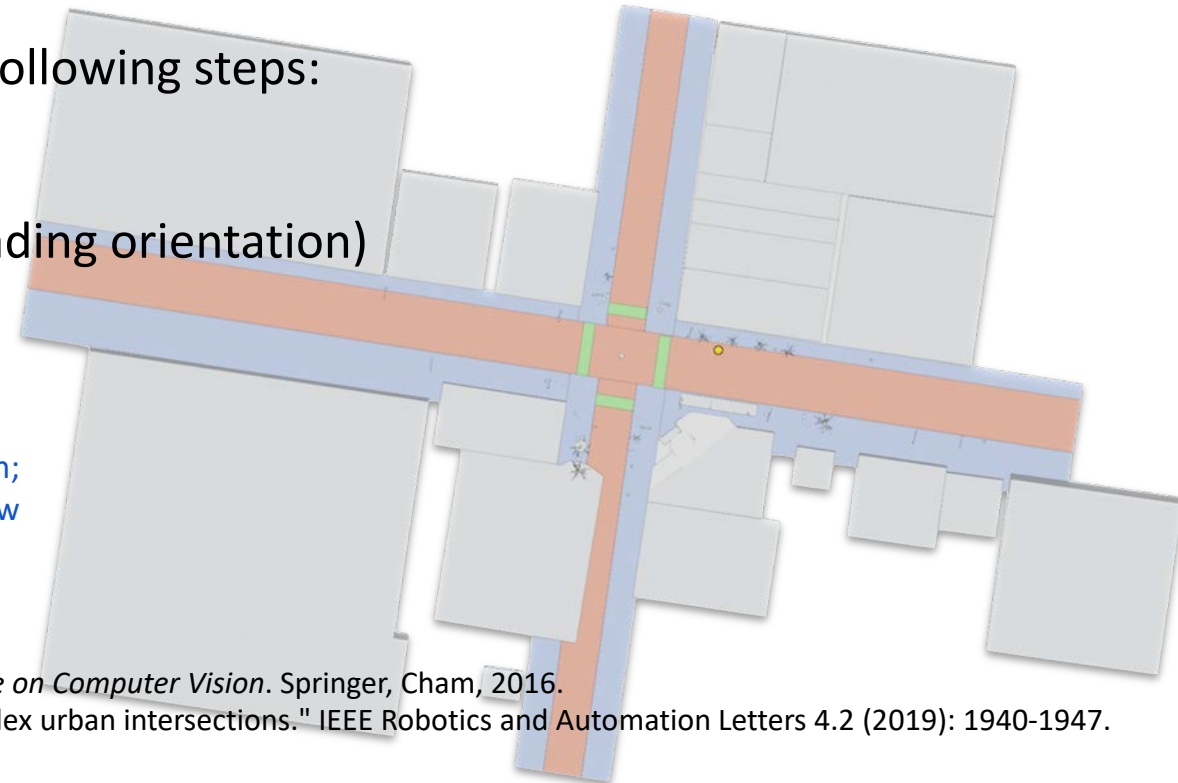 ollowing steps:
ding orientation)
n;
w
e on Computer Vision. Springer, Cham, 2016.
lex urban intersections." IEEE Robotics and Automation Letters 4.2 (2019): 1940-1947.